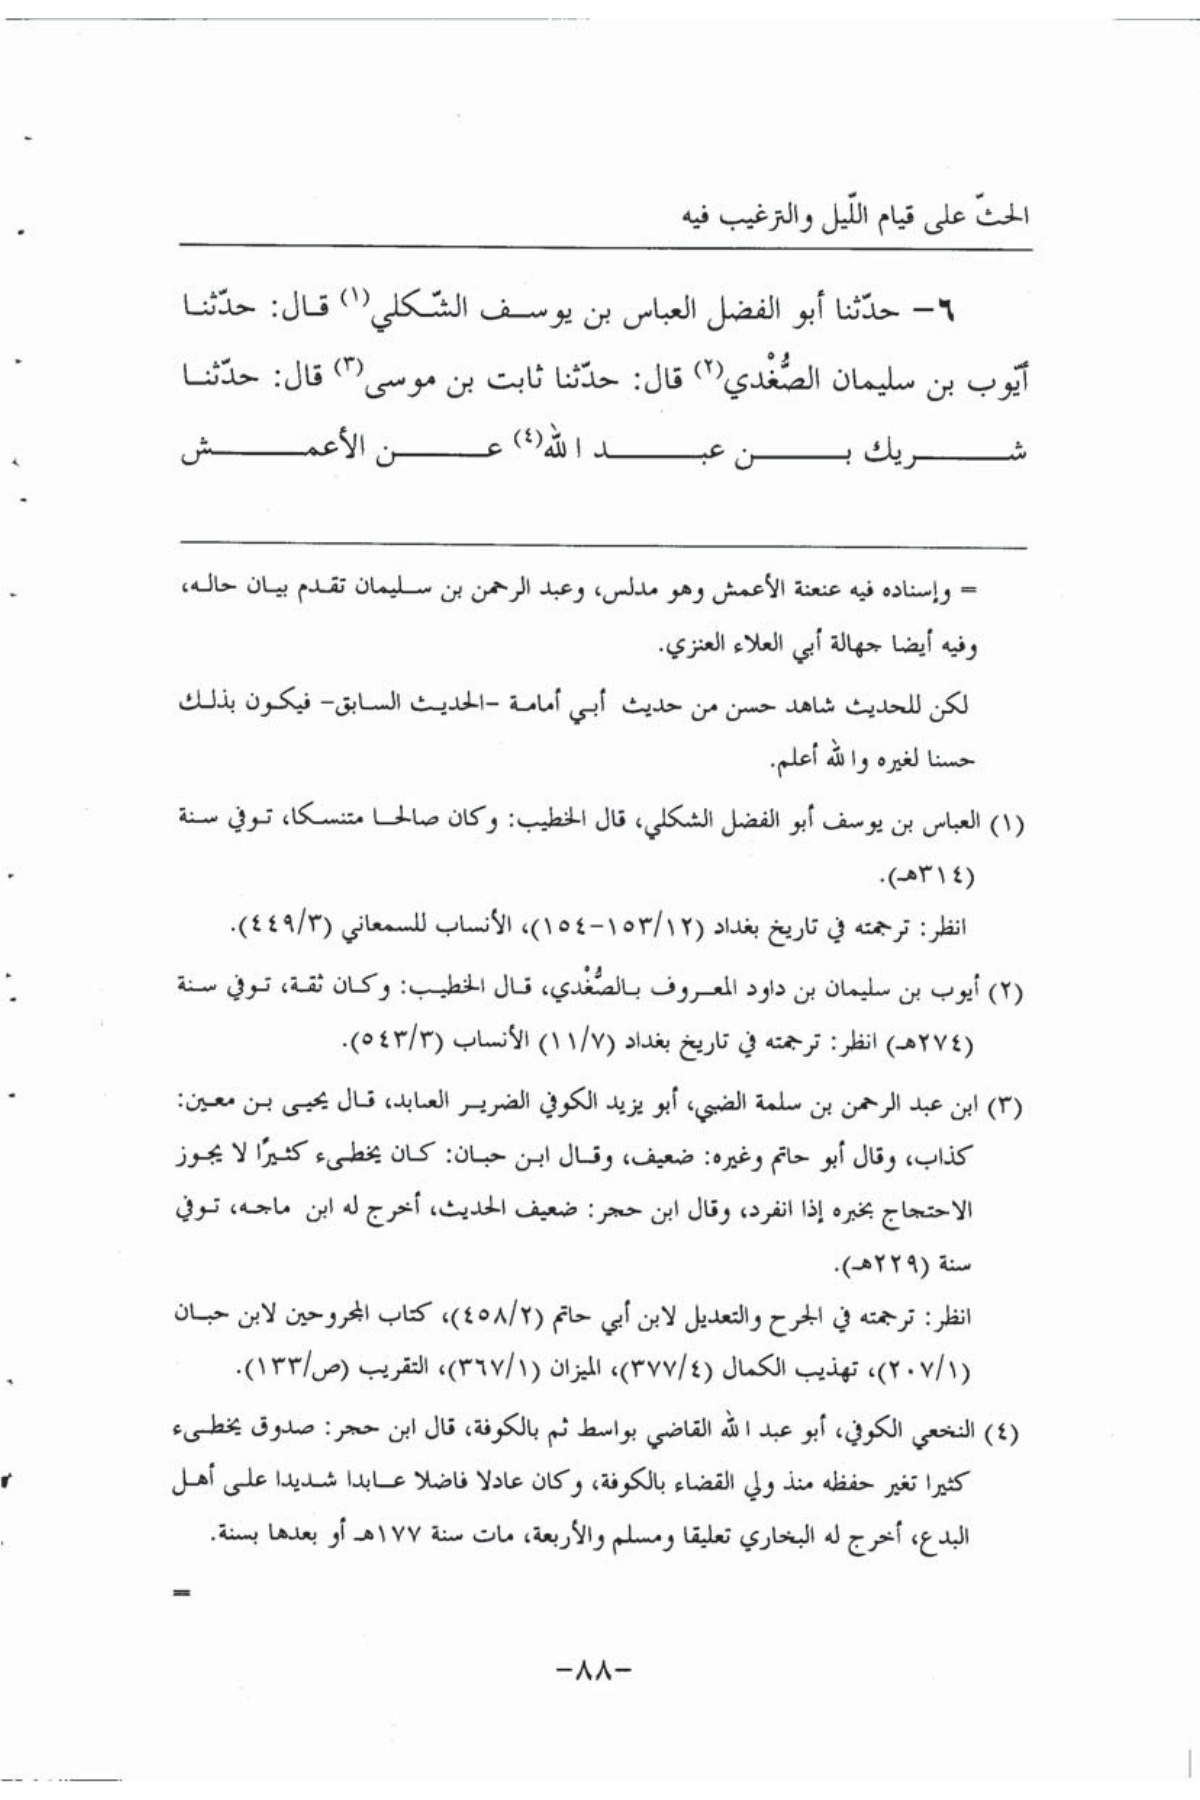 الحثّ على قيام اللّيل والترغيب فيه
٦- حدّثنا أبو الفضل العباس بن يوسف الشّكلي(١) قال: حدّثنا
أيّوب بن سليمان الصُّغْدي(٢) قال: حدّثنا ثابت بن موسى(٣) قال: حدّثنا
شريك بن عبد الله(٤) عن الأعمش
= وإسناده فيه عنعنة الأعمش وهو مدلس، وعبد الرحمن بن سليمان تقدم بيان حاله،
وفيه أيضا جهالة أبي العلاء العنزي.
لكن للحديث شاهد حسن من حديث أبي أمامة -الحديث السابق- فيكون بذلك
حسنا لغيره والله أعلم.
(١) العباس بن يوسف أبو الفضل الشكلي، قال الخطيب: وكان صالحا متنسكا، توفي سنة
(٣١٤هـ).
انظر: ترجمته في تاريخ بغداد (١٢/١٥٣-١٥٤)، الأنساب للسمعاني (٣/٤٤٩).
(٢) أيوب بن سليمان بن داود المعروف بالصُّغْدي، قال الخطيب: وكان ثقة، توفي سنة
(٢٧٤هـ) انظر: ترجمته في تاريخ بغداد (٧/١١) الأنساب (٣/٥٤٣).
(٣) ابن عبد الرحمن بن سلمة الضبي، أبو يزيد الكوفي الضرير العابد، قال يحيى بن معين:
كذاب، وقال أبو حاتم وغيره: ضعيف، وقال ابن حبان: كان يخطىء كثيرًا لا يجوز
الاحتجاج بخبره إذا انفرد، وقال ابن حجر: ضعيف الحديث، أخرج له ابن ماجه، توفي
سنة (٢٢٩هـ).
انظر: ترجمته في الجرح والتعديل لابن أبي حاتم (٢/٤٥٨)، كتاب المجروحين لابن حبان
(١/٢٠٧)، تهذيب الكمال (٤/٣٧٧)، الميزان (١/٣٦٧)، التقريب (ص/١٣٣).
(٤) النخعي الكوفي، أبو عبد الله القاضي بواسط ثم بالكوفة، قال ابن حجر: صدوق يخطىء
كثيرا تغير حفظه منذ ولي القضاء بالكوفة، وكان عادلا فاضلا عابدا شديدا على أهل
البدع، أخرج له البخاري تعليقا ومسلم والأربعة، مات سنة ١٧٧هـ أو بعدها بسنة.
=
-٨٨-